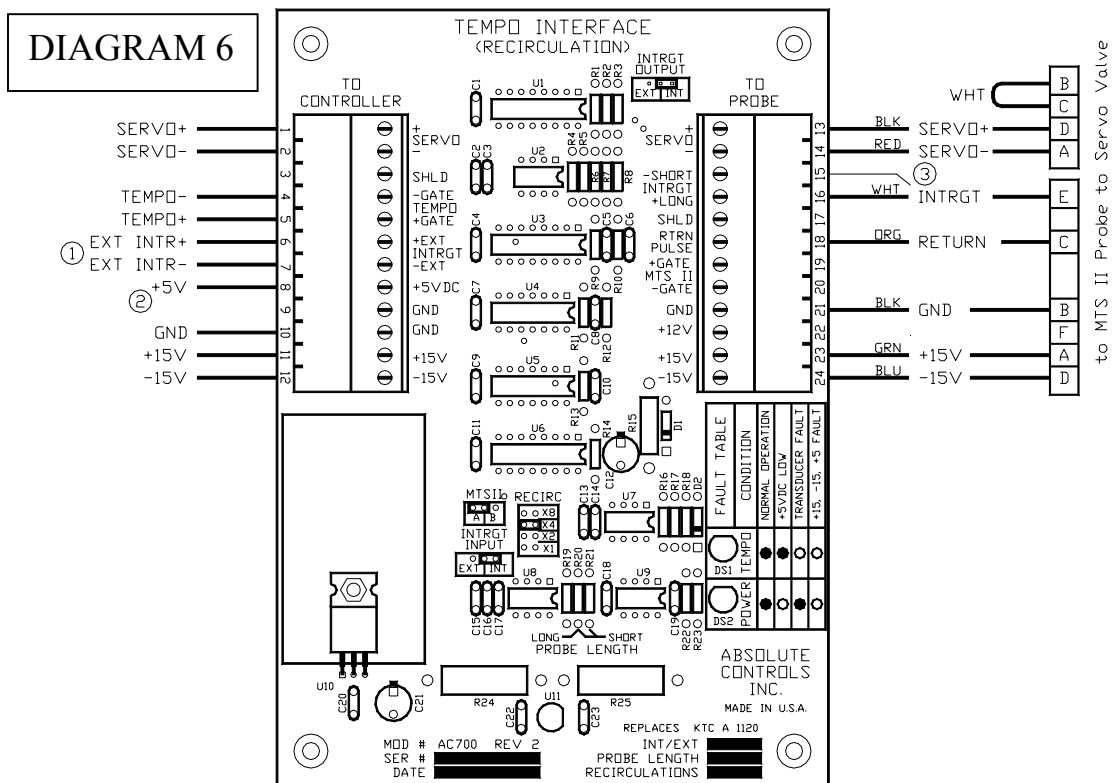 DIAGRAM 6
TEMPO INTERFACE
(RECIRCULATION)
INTRGT
OUTPUT
EXT INT
TO
CONTROLLER
TO
PROBE
SERVO+
SERVO-
TEMPO-
TEMPO+
① EXT INTR+
EXT INTR-
+5V
②
GND
+15V
-15V
1
2
3
4
5
6
7
8
9
10
11
12
+
SERVO
-
SHLD
-GATE
TEMPO
+GATE
+EXT
INTRGT
-EXT
+5VDC
GND
GND
+15V
-15V
C1
U1
R1
R2
R3
R4
R5
C2
C3
U2
R6
R7
R8
C4
U3
C5
C6
R9
R10
C7
U4
R11
C8
R12
C9
U5
R13
C10
C11
U6
R14
C12
R15
D1
+
SERVO
-
-SHORT
INTRGT
+LONG
SHLD
RTRN
PULSE
+GATE
MTS II
-GATE
GND
+12V
+15V
-15V
13
14
15
16
17
18
19
20
21
22
23
24
WHT
BLK SERVO+
RED SERVO-
③
WHT INTRGT
ORG RETURN
BLK GND
GRN +15V
BLU -15V
B
C
D
A
E
C
B
F
A
D
to MTS II Probe to Servo Valve
MTSII
A B
INTRGT
INPUT
EXT INT
RECIRC
X8
X4
X2
X1
C13
C14
U7
R16
R17
R18
D2
C15
C16
C17
U8
R19
R20
R21
C18
U9
C19
R22
R23
LONG SHORT
PROBE LENGTH
FAULT TABLE
CONDITION
NORMAL OPERATION
+5VDC LOW
TRANSDUCER FAULT
+15, -15, +5 FAULT
TEMPO
DS1
POWER
DS2
U10
C20
C21
R24
C22
U11
C23
R25
ABSOLUTE
CONTROLS
INC.
MADE IN U.S.A.
REPLACES KTC A 1120
MOD # AC700 REV 2
SER #
DATE
INT/EXT
PROBE LENGTH
RECIRCULATIONS